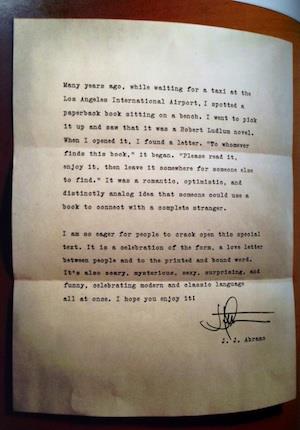 Many years ago, while waiting for a taxi at the
Los Angeles International Airport, I spotted a
paperback book sitting on a bench. I went to pick
it up and saw that it was a Robert Ludlum novel.
When I opened it, I found a letter. "To whomever
finds this book," it began. "Please read it,
enjoy it, then leave it somewhere for someone else
to find." It was a romantic, optimistic, and
distinctly analog idea that someone could use a
book to connect with a complete stranger.
I am so eager for people to crack open this special
text. It is a celebration of the form, a love letter
between people and to the printed and bound word.
It's also scary, mysterious, sexy, surprising, and
funny, celebrating modern and classic language
all at once. I hope you enjoy it!
J. J. Abrams